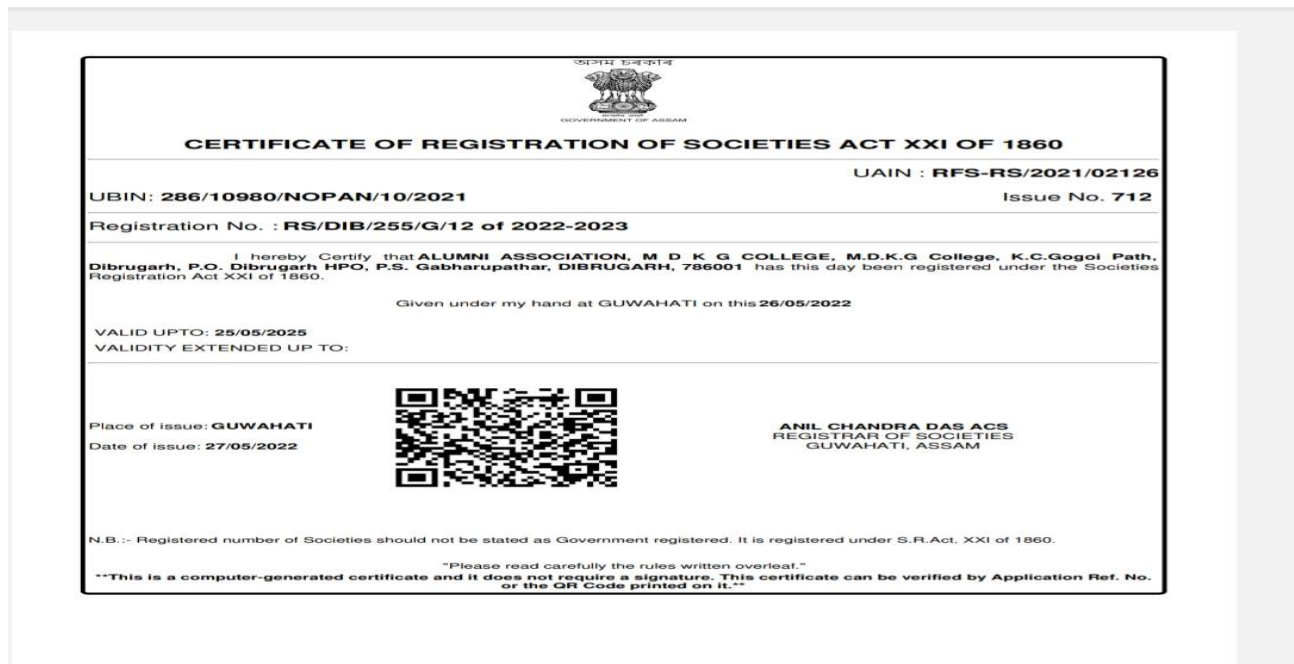 অসম চৰকাৰ
GOVERNMENT OF ASSAM
CERTIFICATE OF REGISTRATION OF SOCIETIES ACT XXI OF 1860
UAIN : RFS-RS/2021/02126
UBIN: 286/10980/NOPAN/10/2021 Issue No. 712
Registration No. : RS/DIB/255/G/12 of 2022-2023
I hereby Certify that ALUMNI ASSOCIATION, M D K G COLLEGE, M.D.K.G College, K.C.Gogoi Path,
Dibrugarh, P.O. Dibrugarh HPO, P.S. Gabharupathar, DIBRUGARH, 786001 has this day been registered under the Societies
Registration Act XXI of 1860.
Given under my hand at GUWAHATI on this 26/05/2022
VALID UPTO: 25/05/2025
VALIDITY EXTENDED UP TO:
Place of issue: GUWAHATI
Date of issue: 27/05/2022
ANIL CHANDRA DAS ACS
REGISTRAR OF SOCIETIES
GUWAHATI, ASSAM
N.B.:- Registered number of Societies should not be stated as Government registered. It is registered under S.R.Act, XXI of 1860.
"Please read carefully the rules written overleaf."
**This is a computer-generated certificate and it does not require a signature. This certificate can be verified by Application Ref. No.
or the QR Code printed on it.**